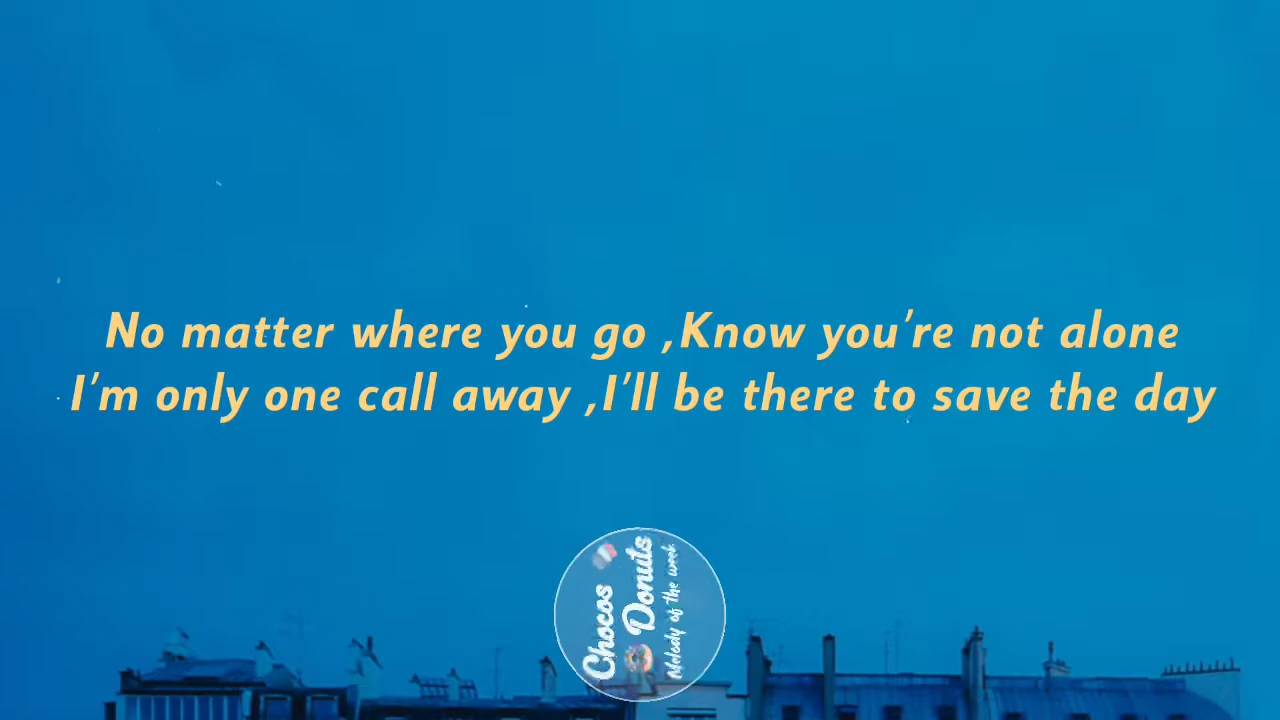 No matter where you go ,Know you're not alone
I'm only one call away ,I'll be there to save the day
Chocos
Donuts
Melody of the week